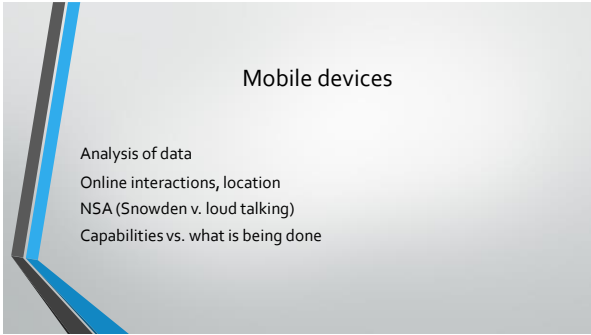 Mobile devices
Analysis of data
Online interactions, location
NSA (Snowden v. loud talking)
Capabilities vs. what is being done